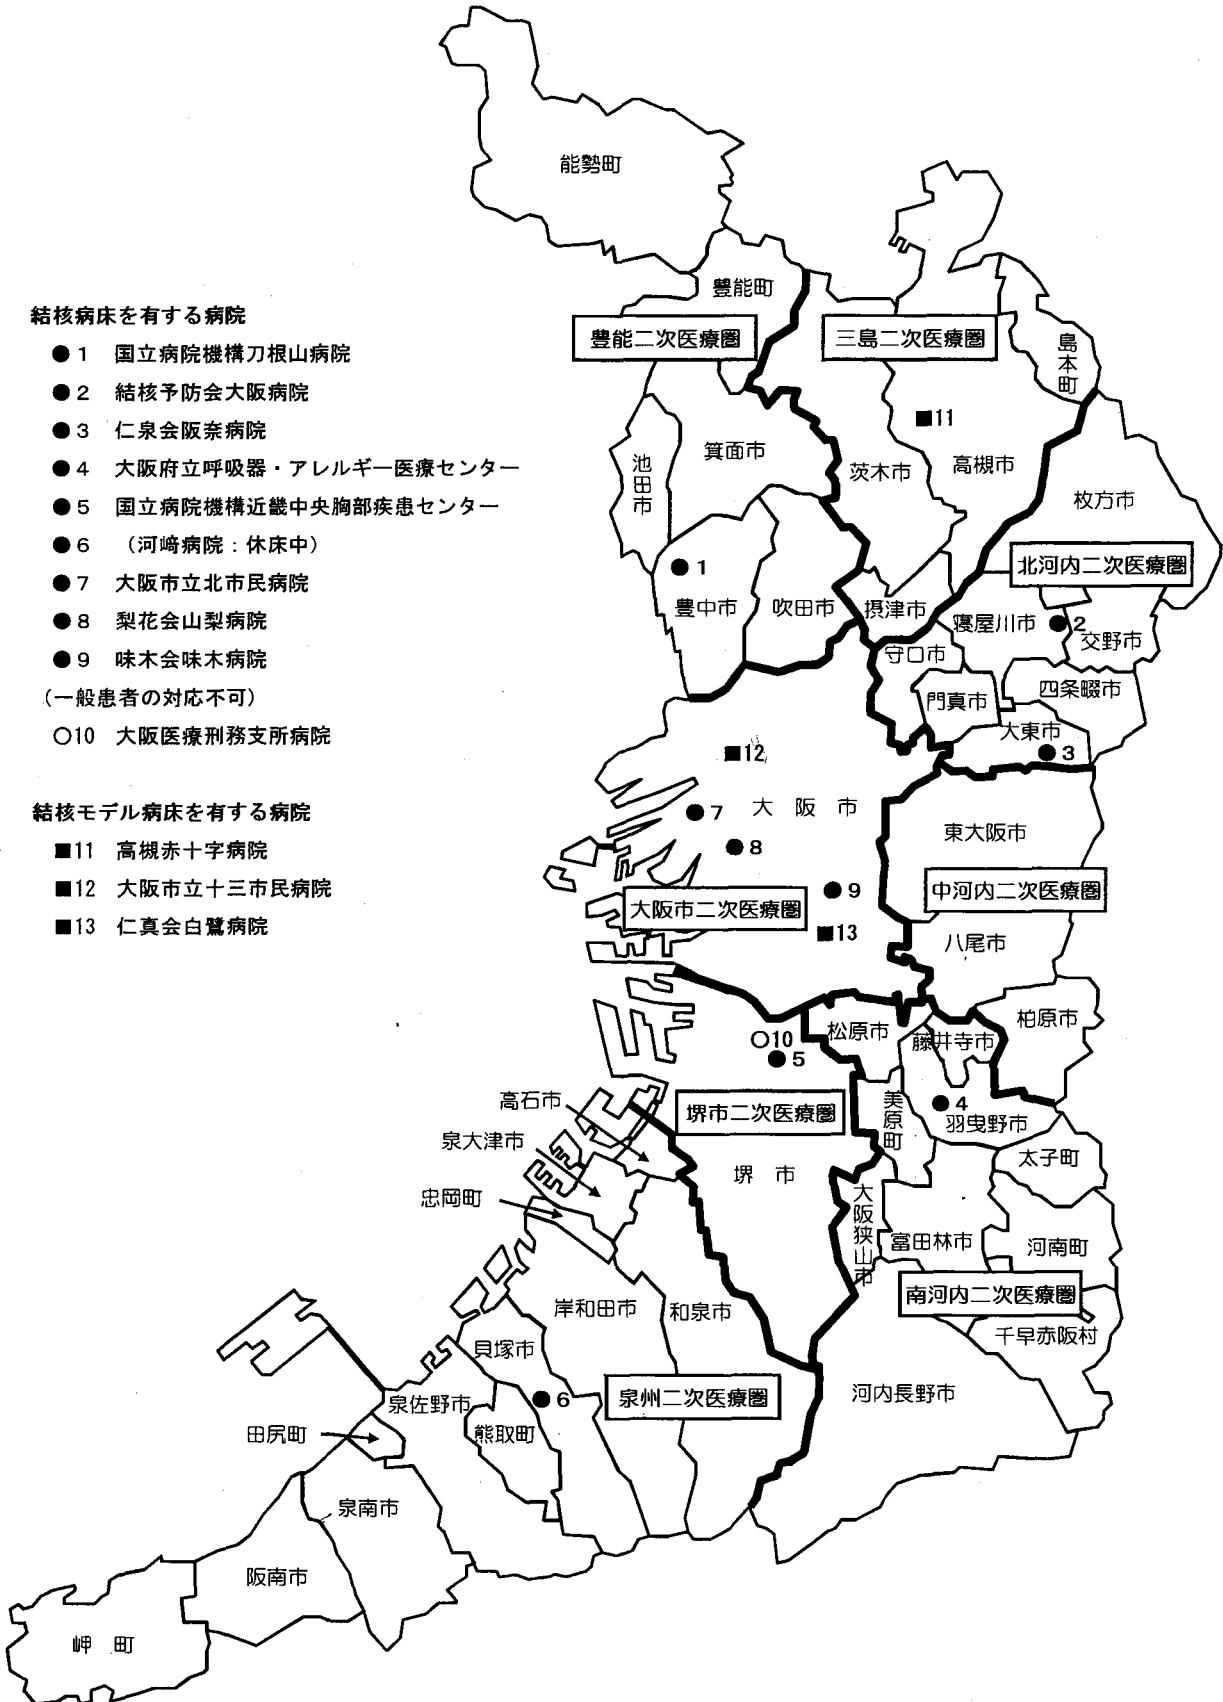 能勢町
豊能町
結核病床を有する病院
●1 国立病院機構刀根山病院
●2 結核予防会大阪病院
●3 仁泉会阪奈病院
●4 大阪府立呼吸器・アレルギー医療センター
●5 国立病院機構近畿中央胸部疾患センター
●6 (河﨑病院：休床中)
●7 大阪市立北市民病院
●8 梨花会山梨病院
●9 味木会味木病院
(一般患者の対応不可)
○10 大阪医療刑務支所病院
結核モデル病床を有する病院
■11 高槻赤十字病院
■12 大阪市立十三市民病院
■13 仁真会白鷺病院
豊能二次医療圏
三島二次医療圏
島本町
■11
箕面市
池田市
茨木市
高槻市
枚方市
北河内二次医療圏
●1
豊中市
吹田市
摂津市
寝屋川市
●2
交野市
守口市
門真市
四条畷市
大東市
●3
■12
大阪市
●7
●8
東大阪市
●9
大阪市二次医療圏
中河内二次医療圏
■13
八尾市
柏原市
松原市
藤井寺市
○10
●5
高石市
堺市二次医療圏
美原町
●4
羽曳野市
泉大津市
太子町
堺市
忠岡町
大阪狭山市
富田林市
河南町
南河内二次医療圏
岸和田市
和泉市
千早赤阪村
貝塚市
泉佐野市
●6
泉州二次医療圏
河内長野市
田尻町
熊取町
泉南市
阪南市
岬町